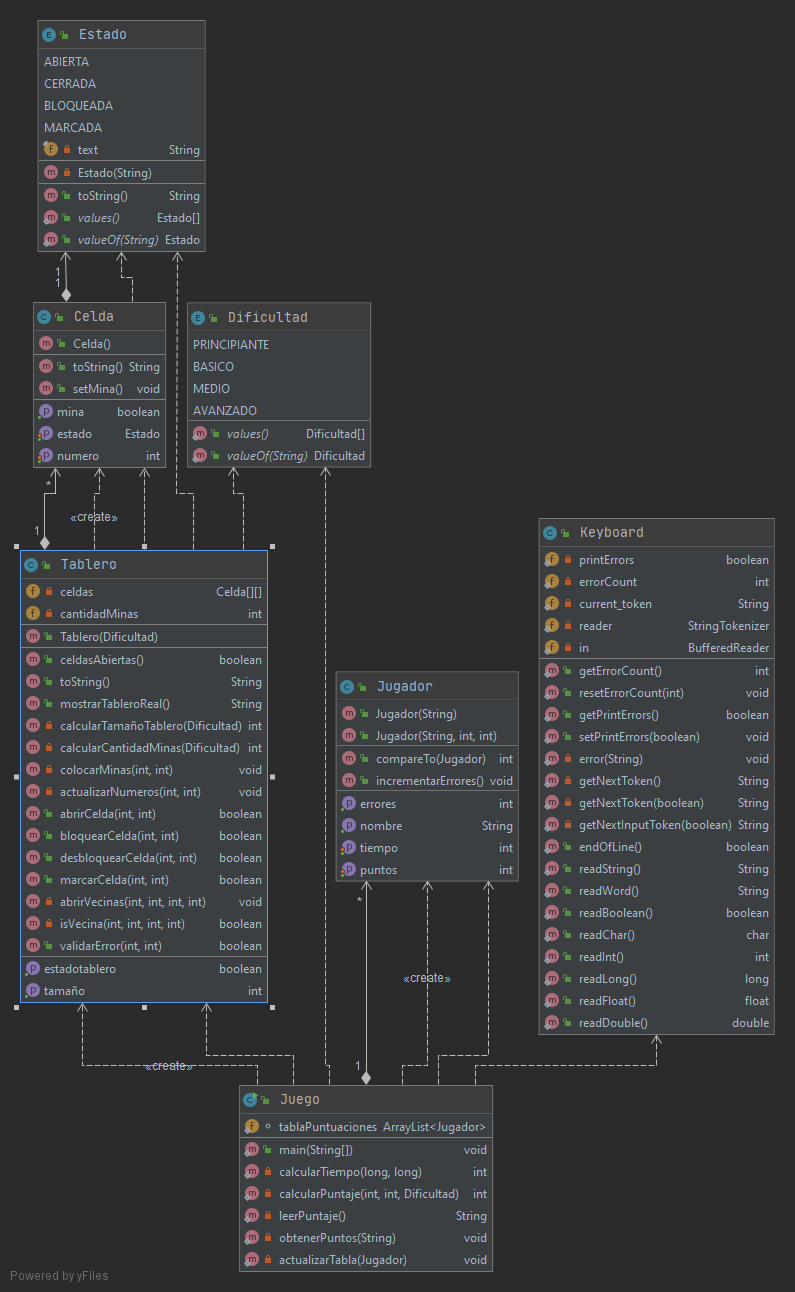 Estado
ABIERTA
CERRADA
BLOQUEADA
MARCADA
text String
Estado(String)
toString() String
values() Estado[]
valueOf(String) Estado
1
1
Celda
Celda()
toString() String
setMina() void
mina boolean
estado Estado
numero int
Dificultad
PRINCIPIANTE
BASICO
MEDIO
AVANZADO
values() Dificultad[]
valueOf(String) Dificultad
*
«create»
1
Tablero
celdas Celda[][]
cantidadMinas int
Tablero(Dificultad)
celdasAbiertas() boolean
toString() String
mostrarTableroReal() String
calcularTamañoTablero(Dificultad) int
calcularCantidadMinas(Dificultad) int
colocarMinas(int, int) void
actualizarNumeros(int, int) void
abrirCelda(int, int) boolean
bloquearCelda(int, int) boolean
desbloquearCelda(int, int) boolean
marcarCelda(int, int) boolean
abrirVecinas(int, int, int, int) void
isVecina(int, int, int, int) boolean
validarError(int, int) boolean
estadotablero boolean
tamaño int
Jugador
Jugador(String)
Jugador(String, int, int)
compareTo(Jugador) int
incrementarErrores() void
errores int
nombre String
tiempo int
puntos int
Keyboard
printErrors boolean
errorCount int
current_token String
reader StringTokenizer
in BufferedReader
getErrorCount() int
resetErrorCount(int) void
getPrintErrors() boolean
setPrintErrors(boolean) void
error(String) void
getNextToken() String
getNextToken(boolean) String
getNextInputToken(boolean) String
endOfLine() boolean
readString() String
readWord() String
readBoolean() boolean
readChar() char
readInt() int
readLong() long
readFloat() float
readDouble() double
*
«create»
«create»
1
Juego
tablaPuntuaciones ArrayList<Jugador>
main(String[]) void
calcularTiempo(long, long) int
calcularPuntaje(int, int, Dificultad) int
leerPuntaje() String
obtenerPuntos(String) void
actualizarTabla(Jugador) void
Powered by yFiles